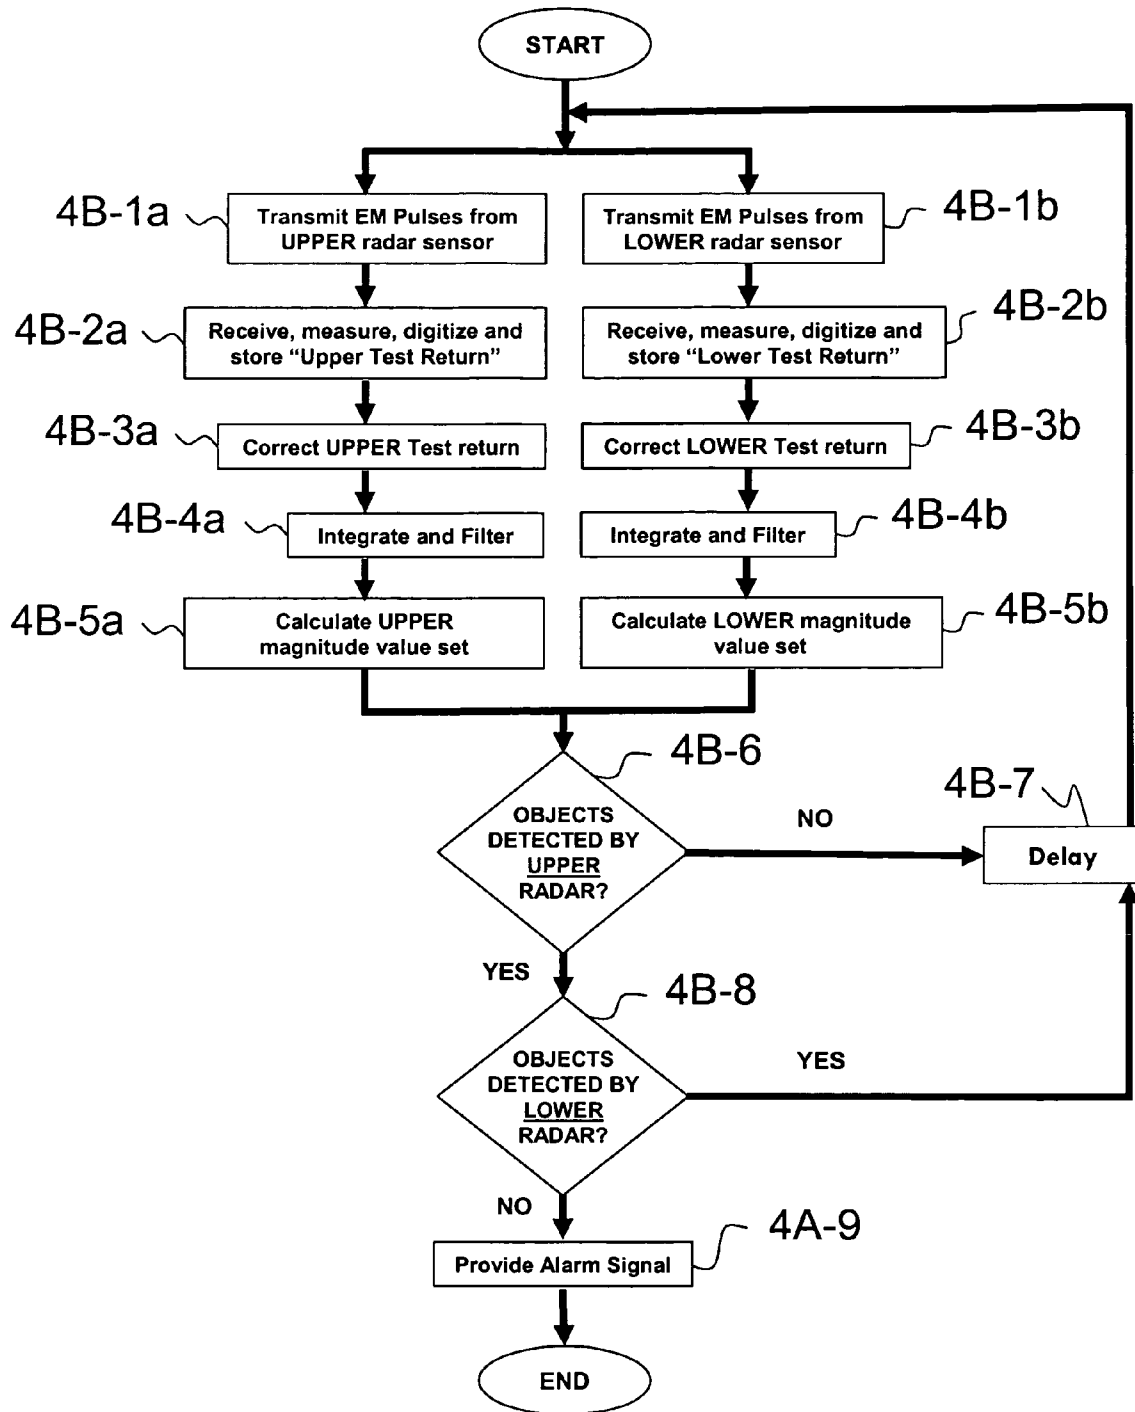 START
4B-1a
Transmit EM Pulses from
UPPER radar sensor
Transmit EM Pulses from
LOWER radar sensor
4B-1b
4B-2a
Receive, measure, digitize and
store “Upper Test Return”
Receive, measure, digitize and
store “Lower Test Return”
4B-2b
4B-3a
Correct UPPER Test return
Correct LOWER Test return
4B-3b
4B-4a
Integrate and Filter
Integrate and Filter
4B-4b
4B-5a
Calculate UPPER
magnitude value set
Calculate LOWER magnitude
value set
4B-5b
4B-6
OBJECTS
DETECTED BY
UPPER
RADAR?
NO
4B-7
Delay
YES
4B-8
OBJECTS
DETECTED BY
LOWER
RADAR?
YES
NO
4A-9
Provide Alarm Signal
END